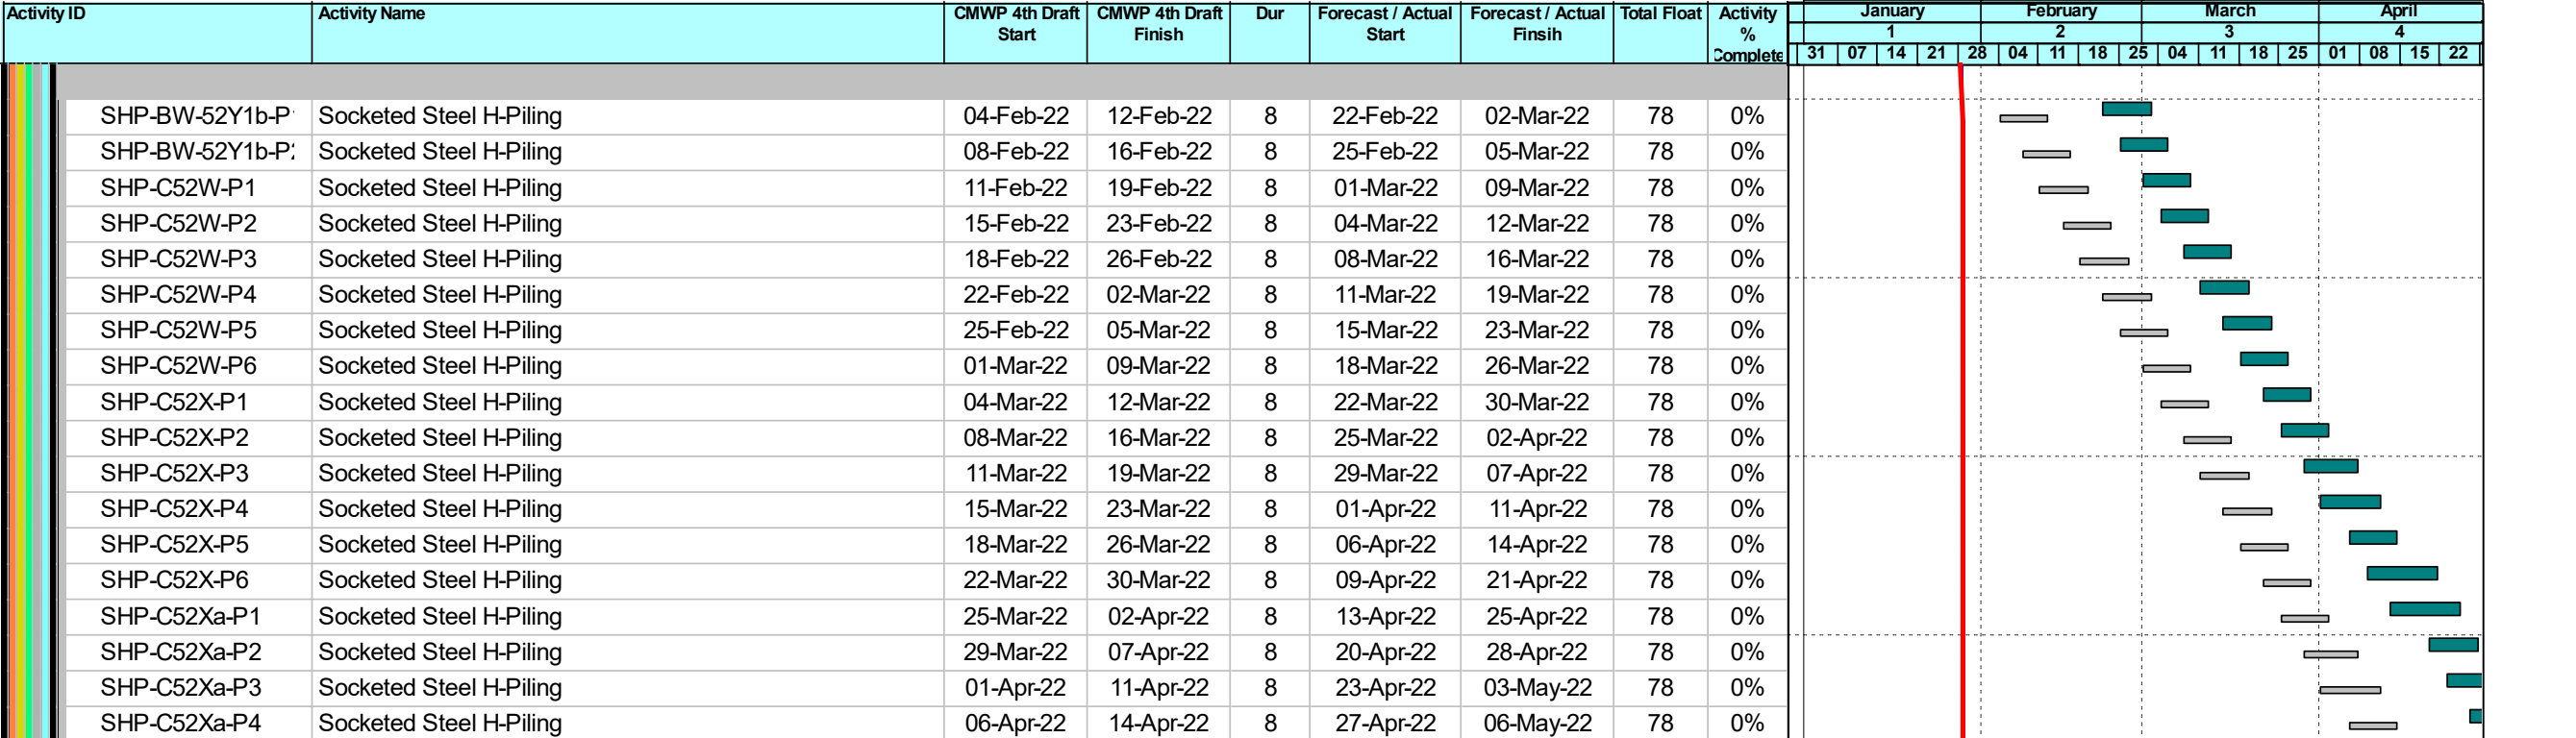 Activity ID Activity Name CMWP 4th Draft Start CMWP 4th Draft Finish Dur Forecast / Actual Start Forecast / Actual Finsih Total Float Activity % Complete
January February March April
1 2 3 4
31 07 14 21 28 04 11 18 25 04 11 18 25 01 08 15 22
SHP-BW-52Y1b-P Socketed Steel H-Piling 04-Feb-22 12-Feb-22 8 22-Feb-22 02-Mar-22 78 0%
SHP-BW-52Y1b-P Socketed Steel H-Piling 08-Feb-22 16-Feb-22 8 25-Feb-22 05-Mar-22 78 0%
SHP-C52W-P1 Socketed Steel H-Piling 11-Feb-22 19-Feb-22 8 01-Mar-22 09-Mar-22 78 0%
SHP-C52W-P2 Socketed Steel H-Piling 15-Feb-22 23-Feb-22 8 04-Mar-22 12-Mar-22 78 0%
SHP-C52W-P3 Socketed Steel H-Piling 18-Feb-22 26-Feb-22 8 08-Mar-22 16-Mar-22 78 0%
SHP-C52W-P4 Socketed Steel H-Piling 22-Feb-22 02-Mar-22 8 11-Mar-22 19-Mar-22 78 0%
SHP-C52W-P5 Socketed Steel H-Piling 25-Feb-22 05-Mar-22 8 15-Mar-22 23-Mar-22 78 0%
SHP-C52W-P6 Socketed Steel H-Piling 01-Mar-22 09-Mar-22 8 18-Mar-22 26-Mar-22 78 0%
SHP-C52X-P1 Socketed Steel H-Piling 04-Mar-22 12-Mar-22 8 22-Mar-22 30-Mar-22 78 0%
SHP-C52X-P2 Socketed Steel H-Piling 08-Mar-22 16-Mar-22 8 25-Mar-22 02-Apr-22 78 0%
SHP-C52X-P3 Socketed Steel H-Piling 11-Mar-22 19-Mar-22 8 29-Mar-22 07-Apr-22 78 0%
SHP-C52X-P4 Socketed Steel H-Piling 15-Mar-22 23-Mar-22 8 01-Apr-22 11-Apr-22 78 0%
SHP-C52X-P5 Socketed Steel H-Piling 18-Mar-22 26-Mar-22 8 06-Apr-22 14-Apr-22 78 0%
SHP-C52X-P6 Socketed Steel H-Piling 22-Mar-22 30-Mar-22 8 09-Apr-22 21-Apr-22 78 0%
SHP-C52Xa-P1 Socketed Steel H-Piling 25-Mar-22 02-Apr-22 8 13-Apr-22 25-Apr-22 78 0%
SHP-C52Xa-P2 Socketed Steel H-Piling 29-Mar-22 07-Apr-22 8 20-Apr-22 28-Apr-22 78 0%
SHP-C52Xa-P3 Socketed Steel H-Piling 01-Apr-22 11-Apr-22 8 23-Apr-22 03-May-22 78 0%
SHP-C52Xa-P4 Socketed Steel H-Piling 06-Apr-22 14-Apr-22 8 27-Apr-22 06-May-22 78 0%